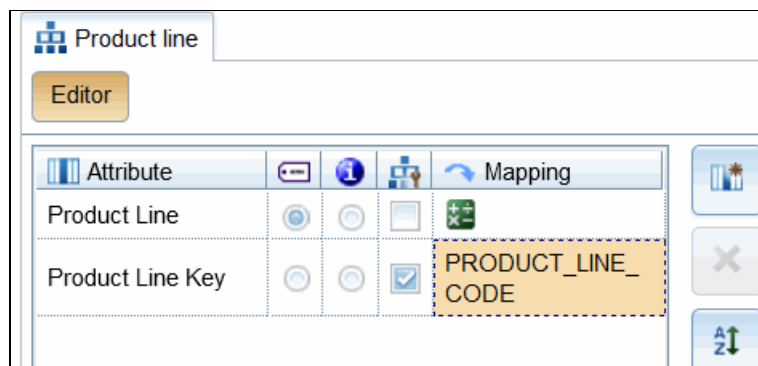 Product line
Editor
Attribute Mapping
Product Line
Product Line Key PRODUCT_LINE_
CODE
A
Z